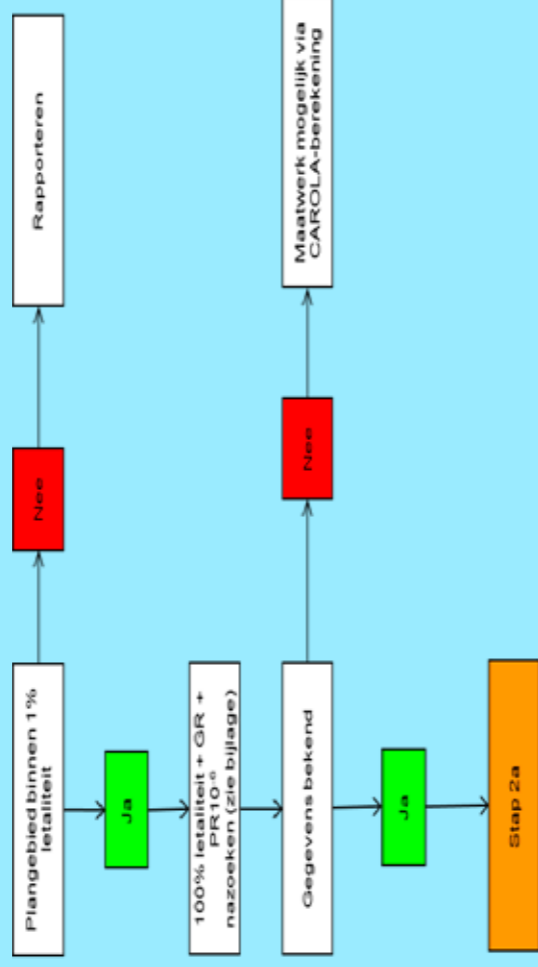 Plangebied binnen 1%
letaliteit
Nee
Rapporteren
Ja
100% letaliteit + GR +
PR10⁻⁶
nazoeken (zie bijlage)
Gegevens bekend
Nee
Maatwerk mogelijk via
CAROLA-berekening
Ja
Stap 2a